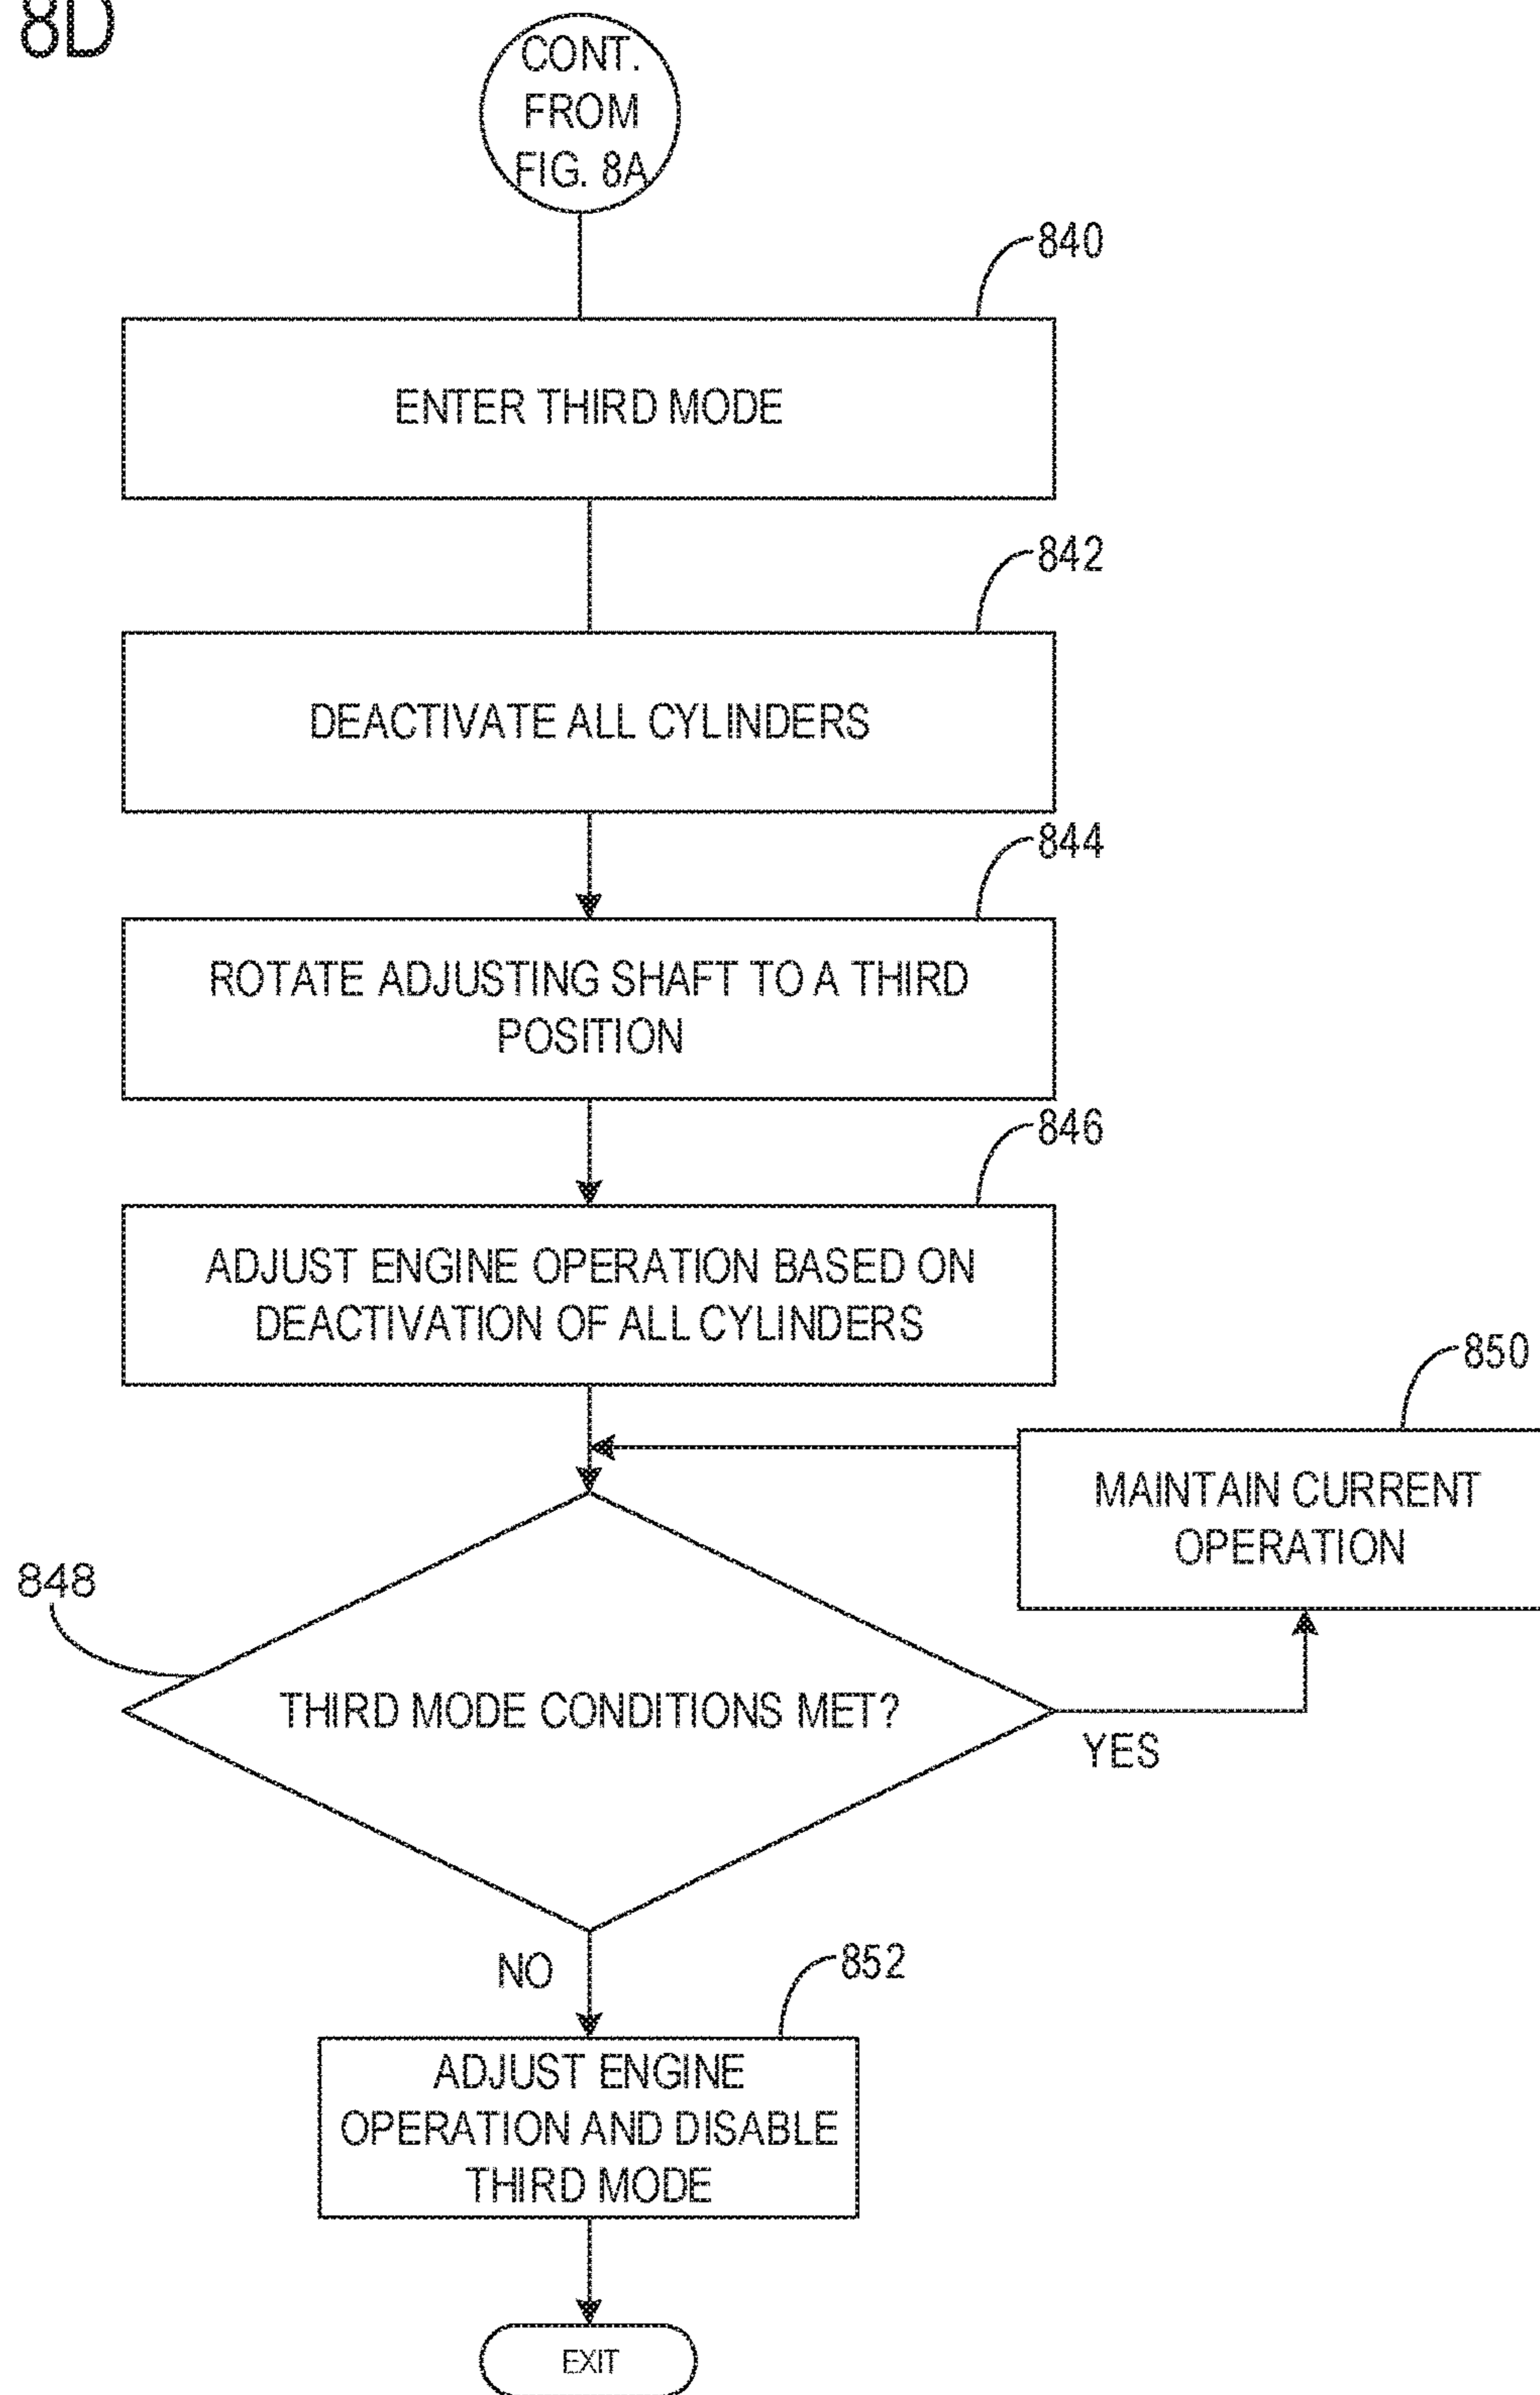 8D
CONT.
FROM
FIG. 8A
840
ENTER THIRD MODE
842
DEACTIVATE ALL CYLINDERS
844
ROTATE ADJUSTING SHAFT TO A THIRD
POSITION
846
ADJUST ENGINE OPERATION BASED ON
DEACTIVATION OF ALL CYLINDERS
850
MAINTAIN CURRENT
OPERATION
848
THIRD MODE CONDITIONS MET?
YES
NO
852
ADJUST ENGINE
OPERATION AND DISABLE
THIRD MODE
EXIT